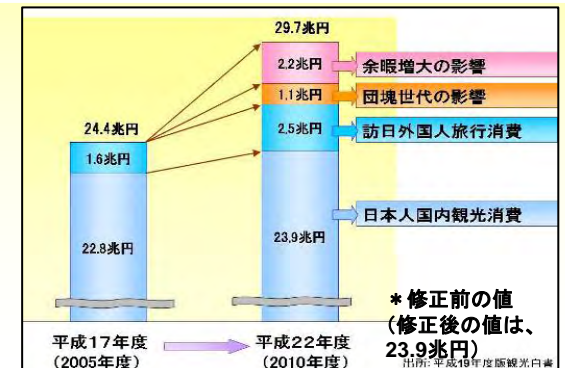 29.7兆円
2.2兆円
余暇増大の影響
1.1兆円
団塊世代の影響
24.4兆円
2.5兆円
訪日外国人旅行消費
1.6兆円
日本人国内観光消費
23.9兆円
22.8兆円
*修正前の値
(修正後の値は、
23.9兆円)
平成17年度
(2005年度)
平成22年度
(2010年度)
出所:平成19年度版観光白書